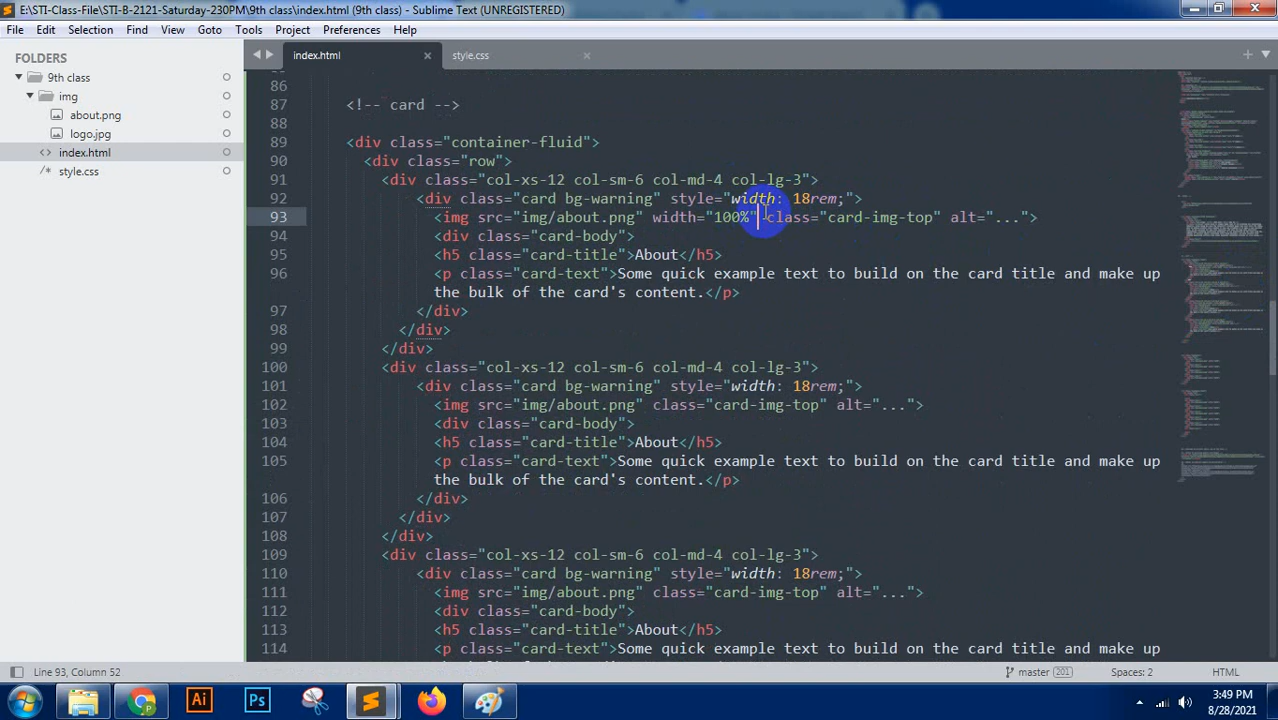 E:\STI-Class-File\STI-B-2121-Saturday-230PM\9th class\index.html (9th class) - Sublime Text (UNREGISTERED)
File Edit Selection Find View Goto Tools Project Preferences Help
FOLDERS
9th class
img
about.png
logo.jpg
index.html
style.css
index.html
style.css
86
87 <!-- card -->
88
89 <div class="container-fluid">
90 <div class="row">
91 <div class="col-xs-12 col-sm-6 col-md-4 col-lg-3">
92 <div class="card bg-warning" style="width: 18rem;">
93 <img src="img/about.png" width="100%" class="card-img-top" alt="...">
94 <div class="card-body">
95 <h5 class="card-title">About</h5>
96 <p class="card-text">Some quick example text to build on the card title and make up
the bulk of the card's content.</p>
97 </div>
98 </div>
99 </div>
100 <div class="col-xs-12 col-sm-6 col-md-4 col-lg-3">
101 <div class="card bg-warning" style="width: 18rem;">
102 <img src="img/about.png" class="card-img-top" alt="...">
103 <div class="card-body">
104 <h5 class="card-title">About</h5>
105 <p class="card-text">Some quick example text to build on the card title and make up
the bulk of the card's content.</p>
106 </div>
107 </div>
108 </div>
109 <div class="col-xs-12 col-sm-6 col-md-4 col-lg-3">
110 <div class="card bg-warning" style="width: 18rem;">
111 <img src="img/about.png" class="card-img-top" alt="...">
112 <div class="card-body">
113 <h5 class="card-title">About</h5>
114 <p class="card-text">Some quick example text to build on the card title and make up
Line 93, Column 52
master 201
Spaces: 2
HTML
Ai
Ps
3:49 PM
8/28/2021